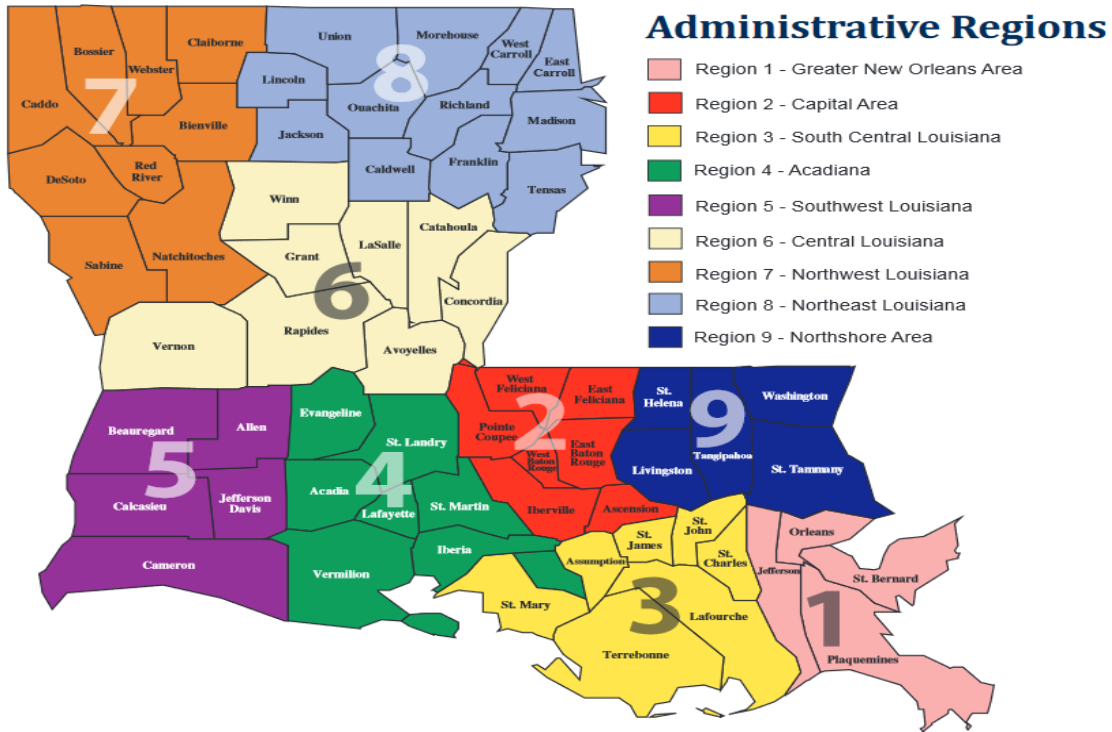 Administrative Regions
Region 1 - Greater New Orleans Area
Region 2 - Capital Area
Region 3 - South Central Louisiana
Region 4 - Acadiana
Region 5 - Southwest Louisiana
Region 6 - Central Louisiana
Region 7 - Northwest Louisiana
Region 8 - Northeast Louisiana
Region 9 - Northshore Area
7
Caddo
Bossier
Webster
Claiborne
Bienville
DeSoto
Red
River
Sabine
Natchitoches
8
Union
Morehouse
West
Carroll
East
Carroll
Lincoln
Ouachita
Richland
Madison
Jackson
Caldwell
Franklin
Tensas
6
Winn
Grant
LaSalle
Catahoula
Concordia
Vernon
Rapides
Avoyelles
5
Beauregard
Allen
Calcasieu
Jefferson
Davis
Cameron
4
Evangeline
St. Landry
Acadia
Lafayette
St. Martin
Iberia
Vermilion
2
West
Feliciana
East
Feliciana
Pointe
Coupee
West
Baton
Rouge
East
Baton
Rouge
Iberville
Ascension
9
St.
Helena
Washington
Tangipahoa
Livingston
St. Tammany
3
St.
James
St.
John
St.
Charles
Assumption
St. Mary
Lafourche
Terrebonne
1
Orleans
Jefferson
St. Bernard
Plaquemines